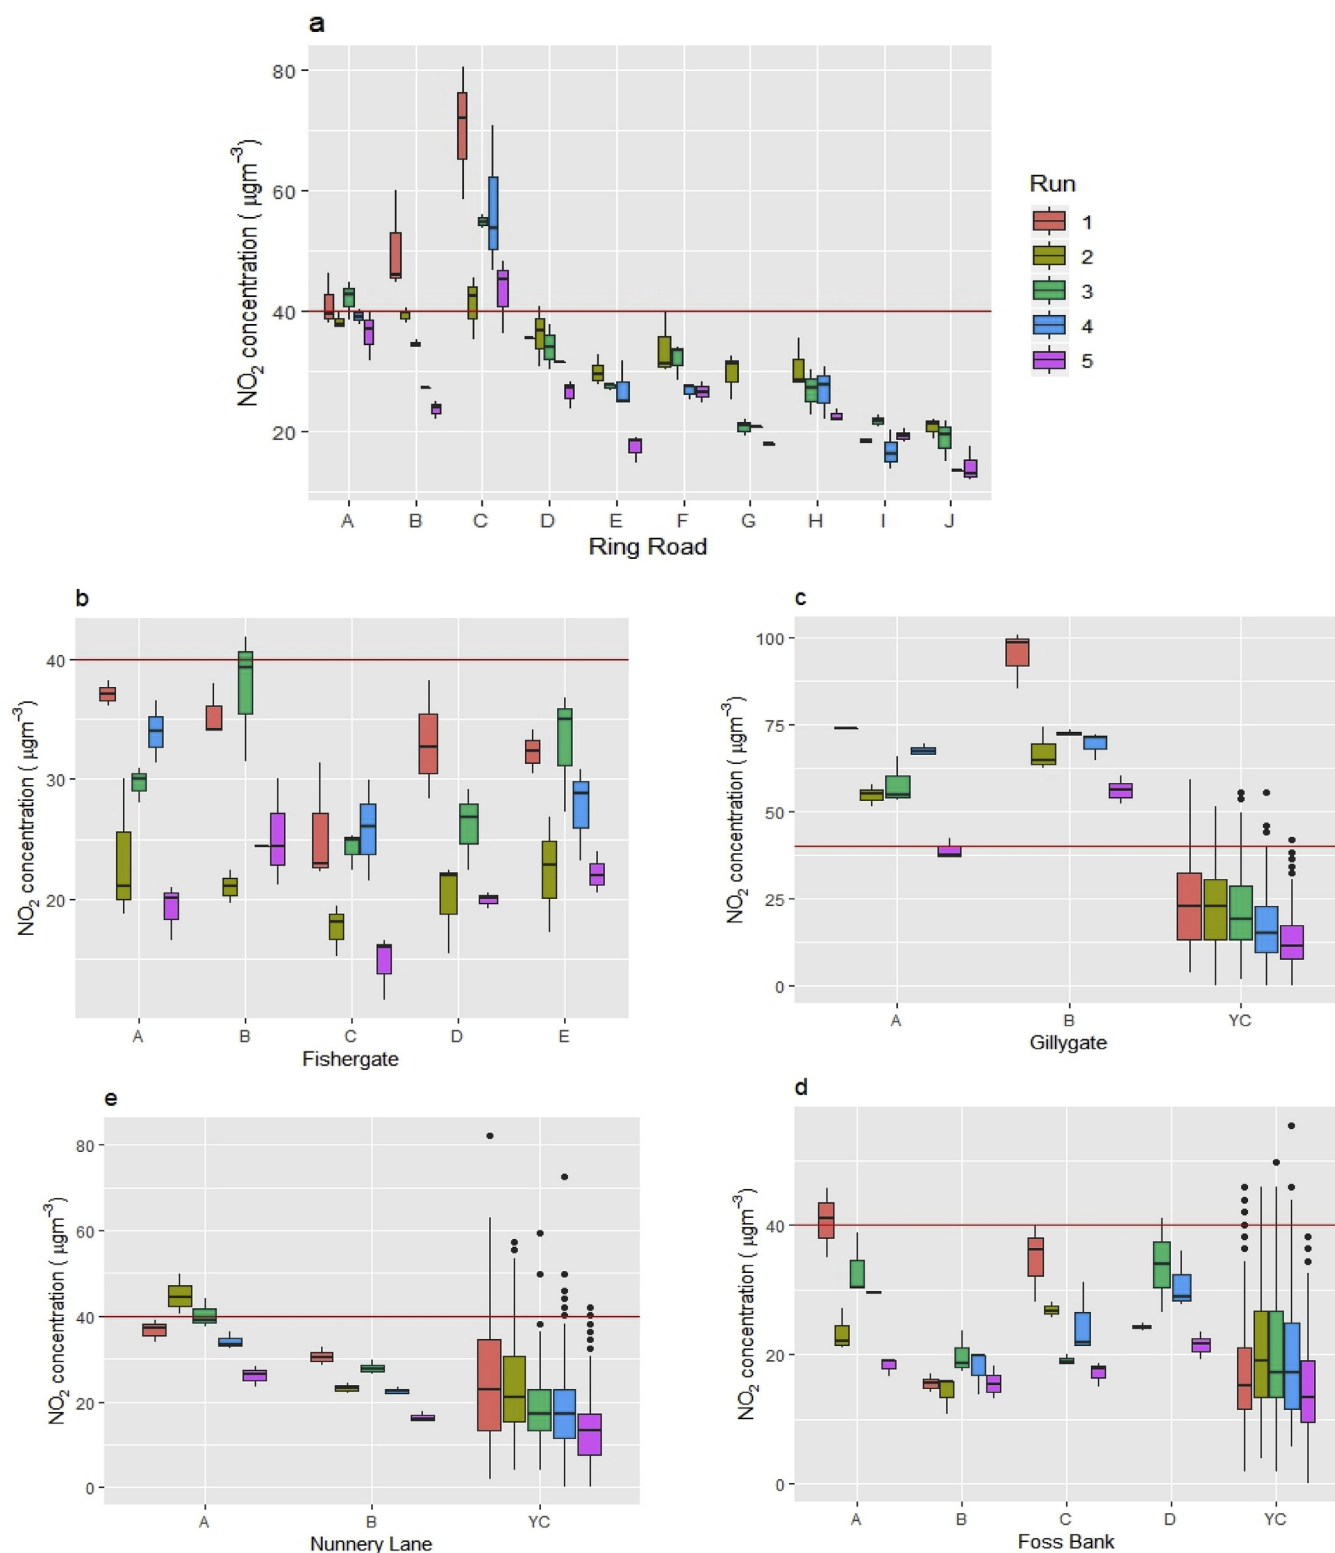 a
NO₂ concentration ( µgm⁻³)
80
60
40
20
A B C D E F G H I J
Ring Road
Run
1
2
3
4
5
b
NO₂ concentration ( µgm⁻³)
40
30
20
A B C D E
Fishergate
c
NO₂ concentration ( µgm⁻³)
100
75
50
25
0
A B YC
Gillygate
e
NO₂ concentration ( µgm⁻³)
80
60
40
20
0
A B YC
Nunnery Lane
d
NO₂ concentration ( µgm⁻³)
40
30
20
0
A B C D YC
Foss Bank